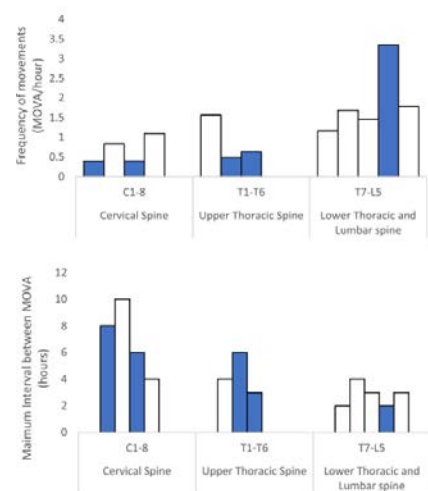 Frequency of movements
(MOVA/hour)
4
3.5
3
2.5
2
1.5
1
0.5
0
C1-8
T1-T6
T7-L5
Cervical Spine
Upper Thoracic Spine
Lower Thoracic and
Lumbar spine
Maimum Interval between MOVA
(hours)
12
10
8
6
4
2
0
C1-8
T1-T6
T7-L5
Cervical Spine
Upper Thoracic Spine
Lower Thoracic and
Lumbar spine